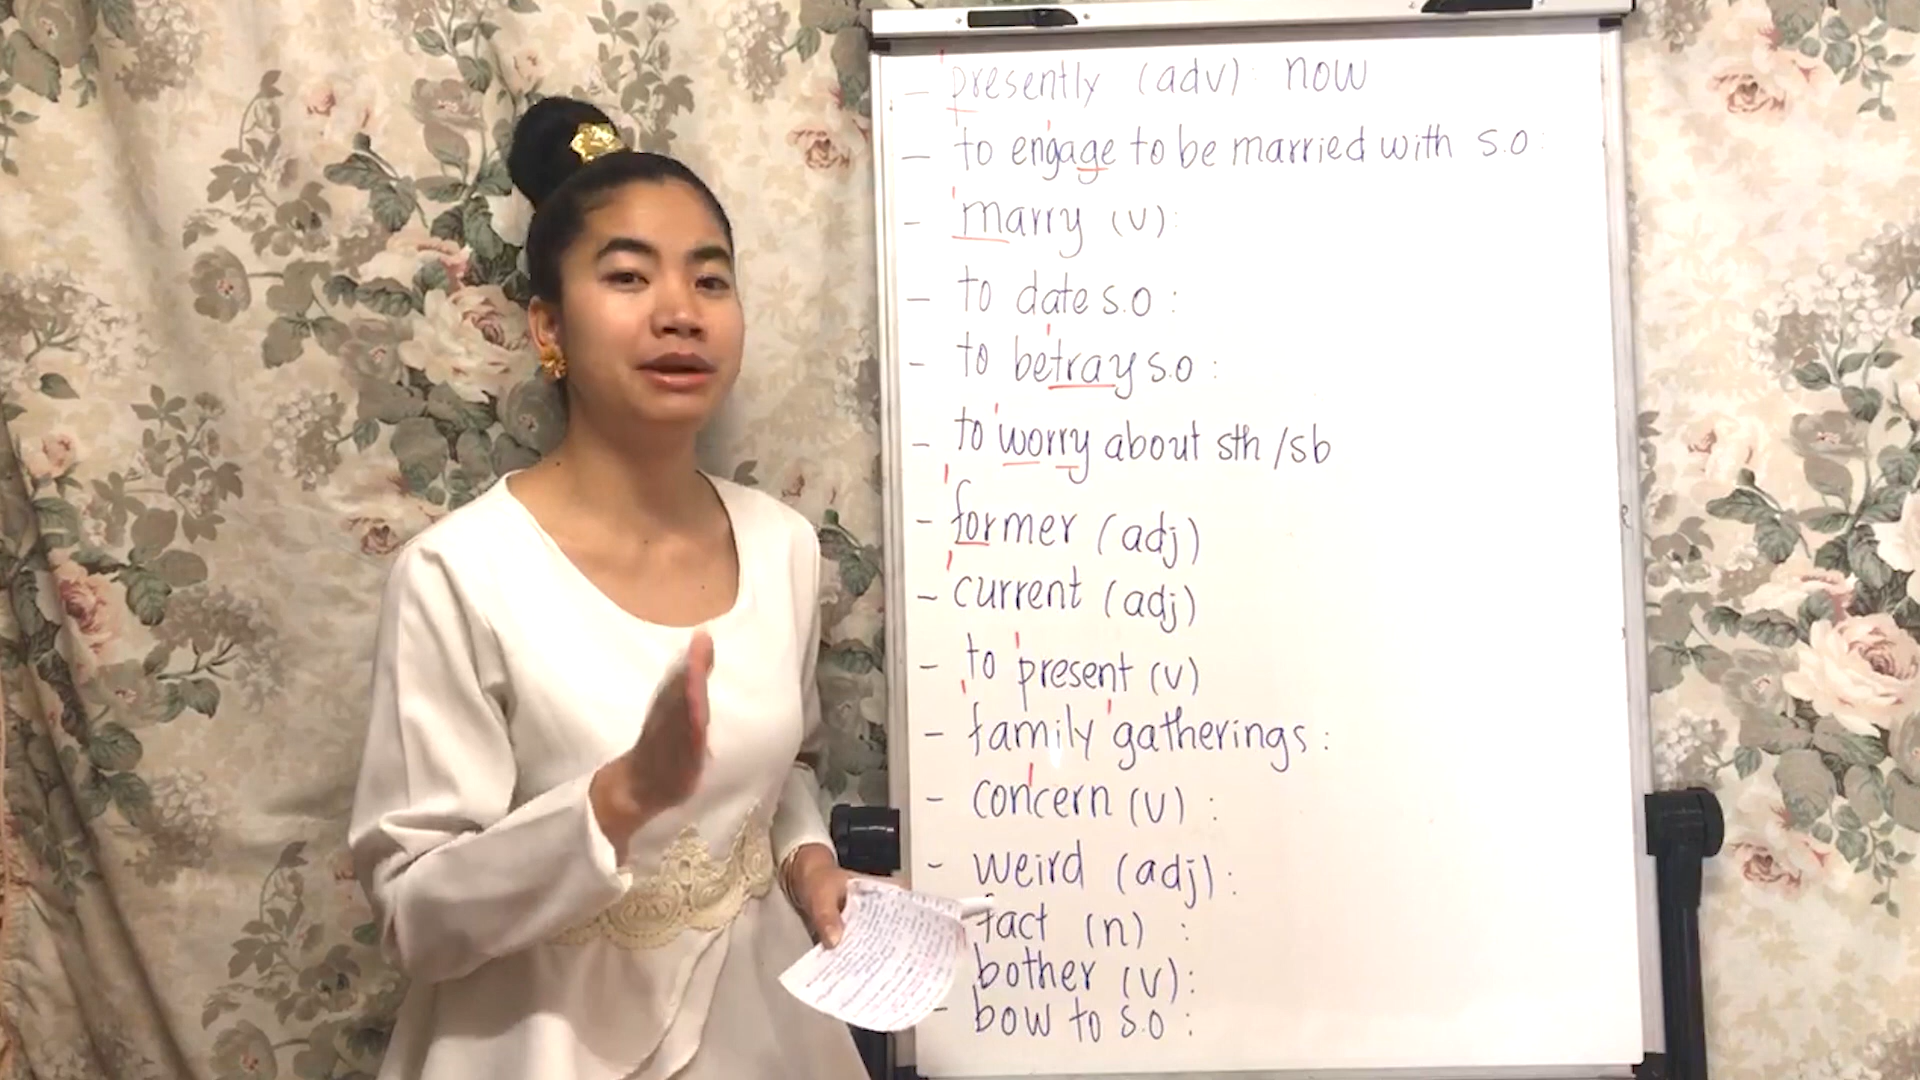 – presently (adv): now
– to engage to be married with s.o:
– marry (v):
– to date s.o:
– to betray s.o:
– to worry about sth/sb
– former (adj)
– current (adj)
– to present (v)
– family gatherings:
– concern (v):
– weird (adj):
fact (n):
bother (v):
– bow to s.o: